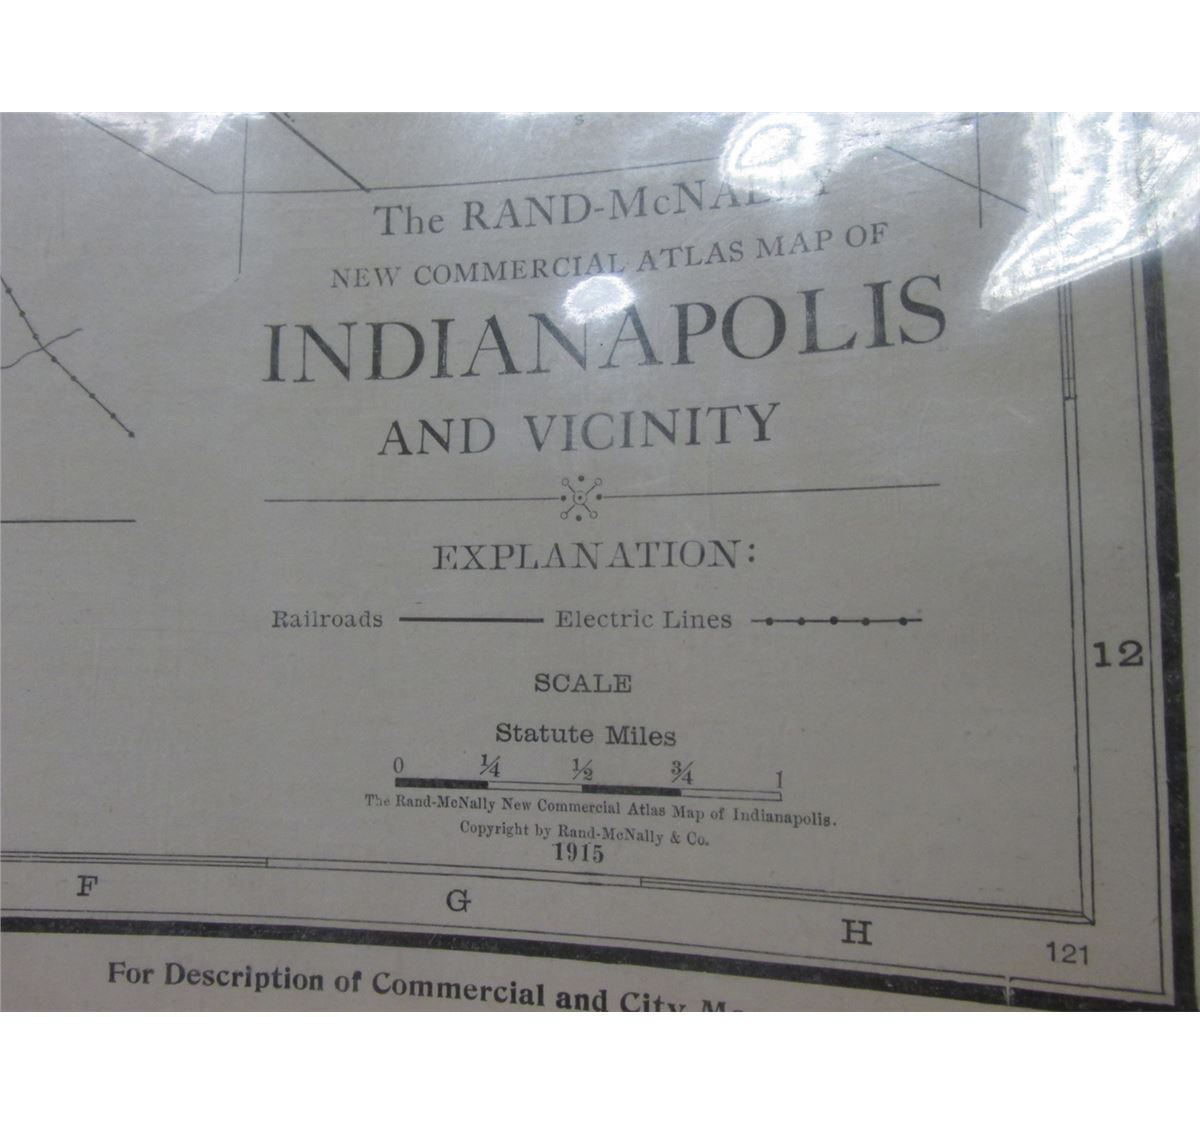 S
The RAND-McNALLY
NEW COMMERCIAL ATLAS MAP OF
INDIANAPOLIS
AND VICINITY
EXPLANATION:
Railroads Electric Lines
12
SCALE
Statute Miles
0 1/4 1/2 3/4 1
The Rand-McNally New Commercial Atlas Map of Indianapolis.
Copyright by Rand-McNally & Co.
1915
F G H
121
For Description of Commercial and City